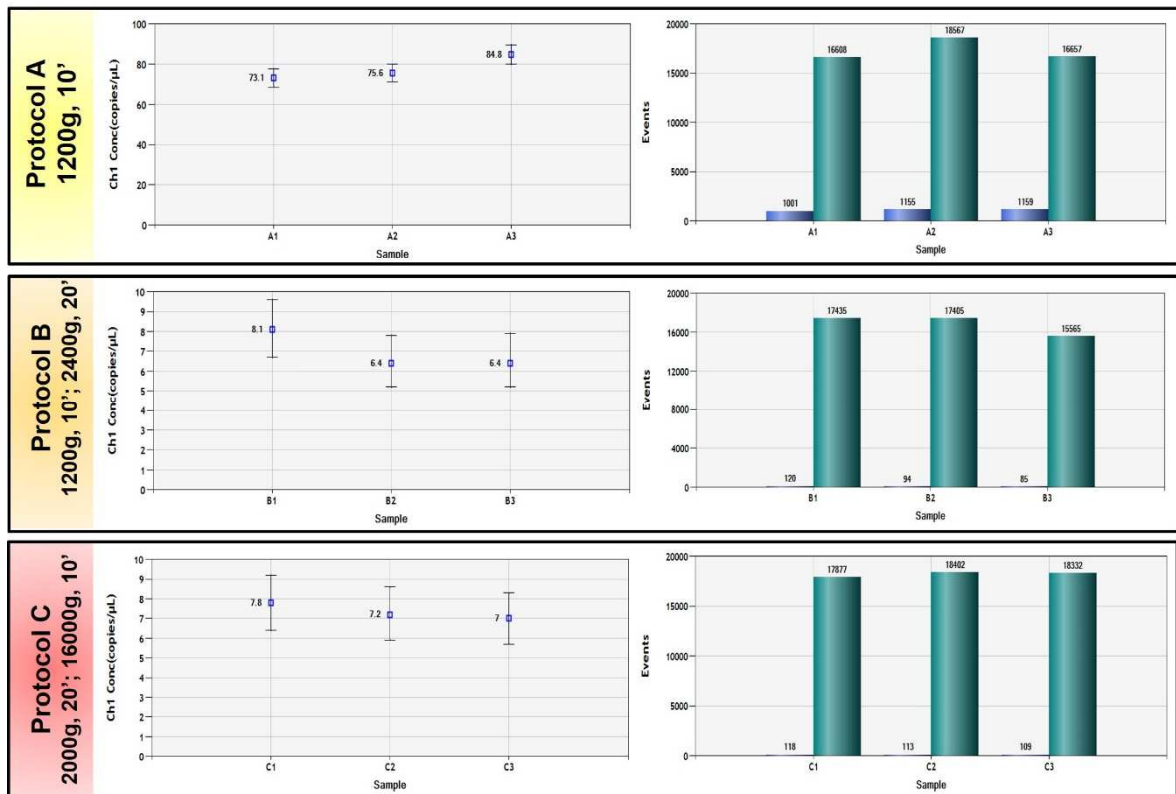 Protocol A
1200g, 10’
Ch1 Conc(copies/µL)
100
80
60
40
20
0
73.1
75.6
84.8
A1 A2 A3
Sample
Events
20000
15000
10000
5000
0
1001
16608
1155
18567
1159
16657
A1 A2 A3
Sample
Protocol B
1200g, 10’; 2400g, 20’
Ch1 Conc(copies/µL)
10
9
8
7
6
5
4
3
2
1
0
8.1
6.4
6.4
B1 B2 B3
Sample
Events
20000
16000
12000
8000
4000
0
120
17435
94
17405
85
15565
B1 B2 B3
Sample
Protocol C
2000g, 20’; 16000g, 10’
Ch1 Conc(copies/µL)
10
9
8
7
6
5
4
3
2
1
0
7.8
7.2
7
C1 C2 C3
Sample
Events
20000
15000
10000
5000
0
118
17877
113
18402
109
18332
C1 C2 C3
Sample